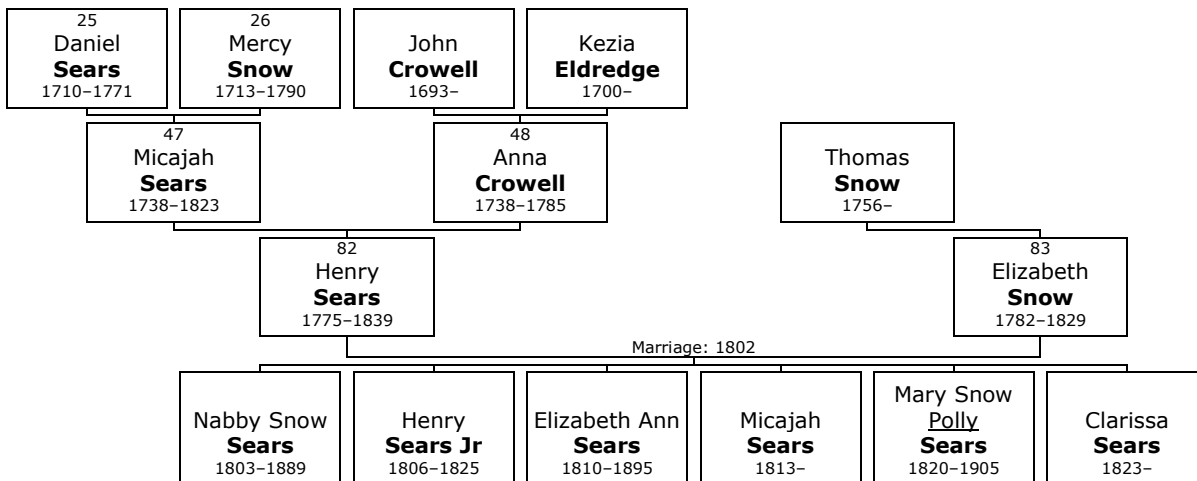 25
Daniel
Sears
1710–1771
26
Mercy
Snow
1713–1790
John
Crowell
1693–
Kezia
Eldredge
1700–
47
Micajah
Sears
1738–1823
48
Anna
Crowell
1738–1785
Thomas
Snow
1756–
82
Henry
Sears
1775–1839
83
Elizabeth
Snow
1782–1829
Marriage: 1802
Nabby Snow
Sears
1803–1889
Henry
Sears Jr
1806–1825
Elizabeth Ann
Sears
1810–1895
Micajah
Sears
1813–
Mary Snow
Polly
Sears
1820–1905
Clarissa
Sears
1823–